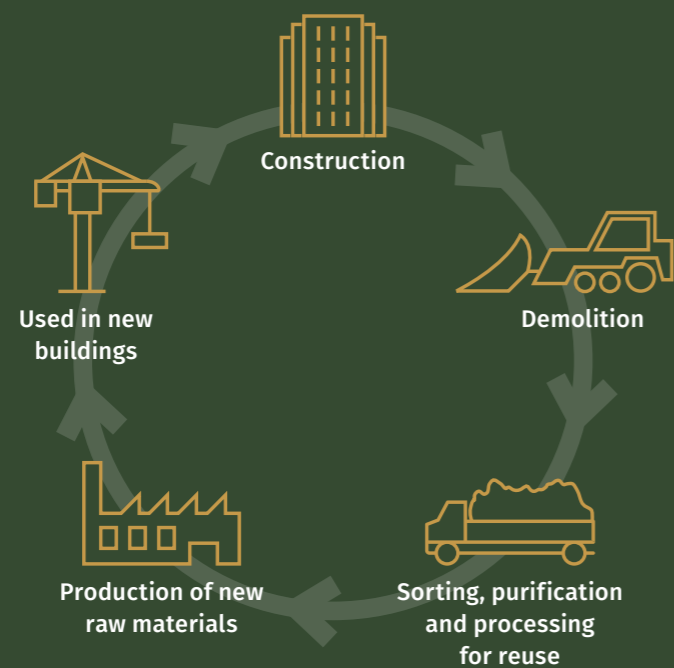 Construction
Demolition
Sorting, purification
and processing
for reuse
Production of new
raw materials
Used in new
buildings